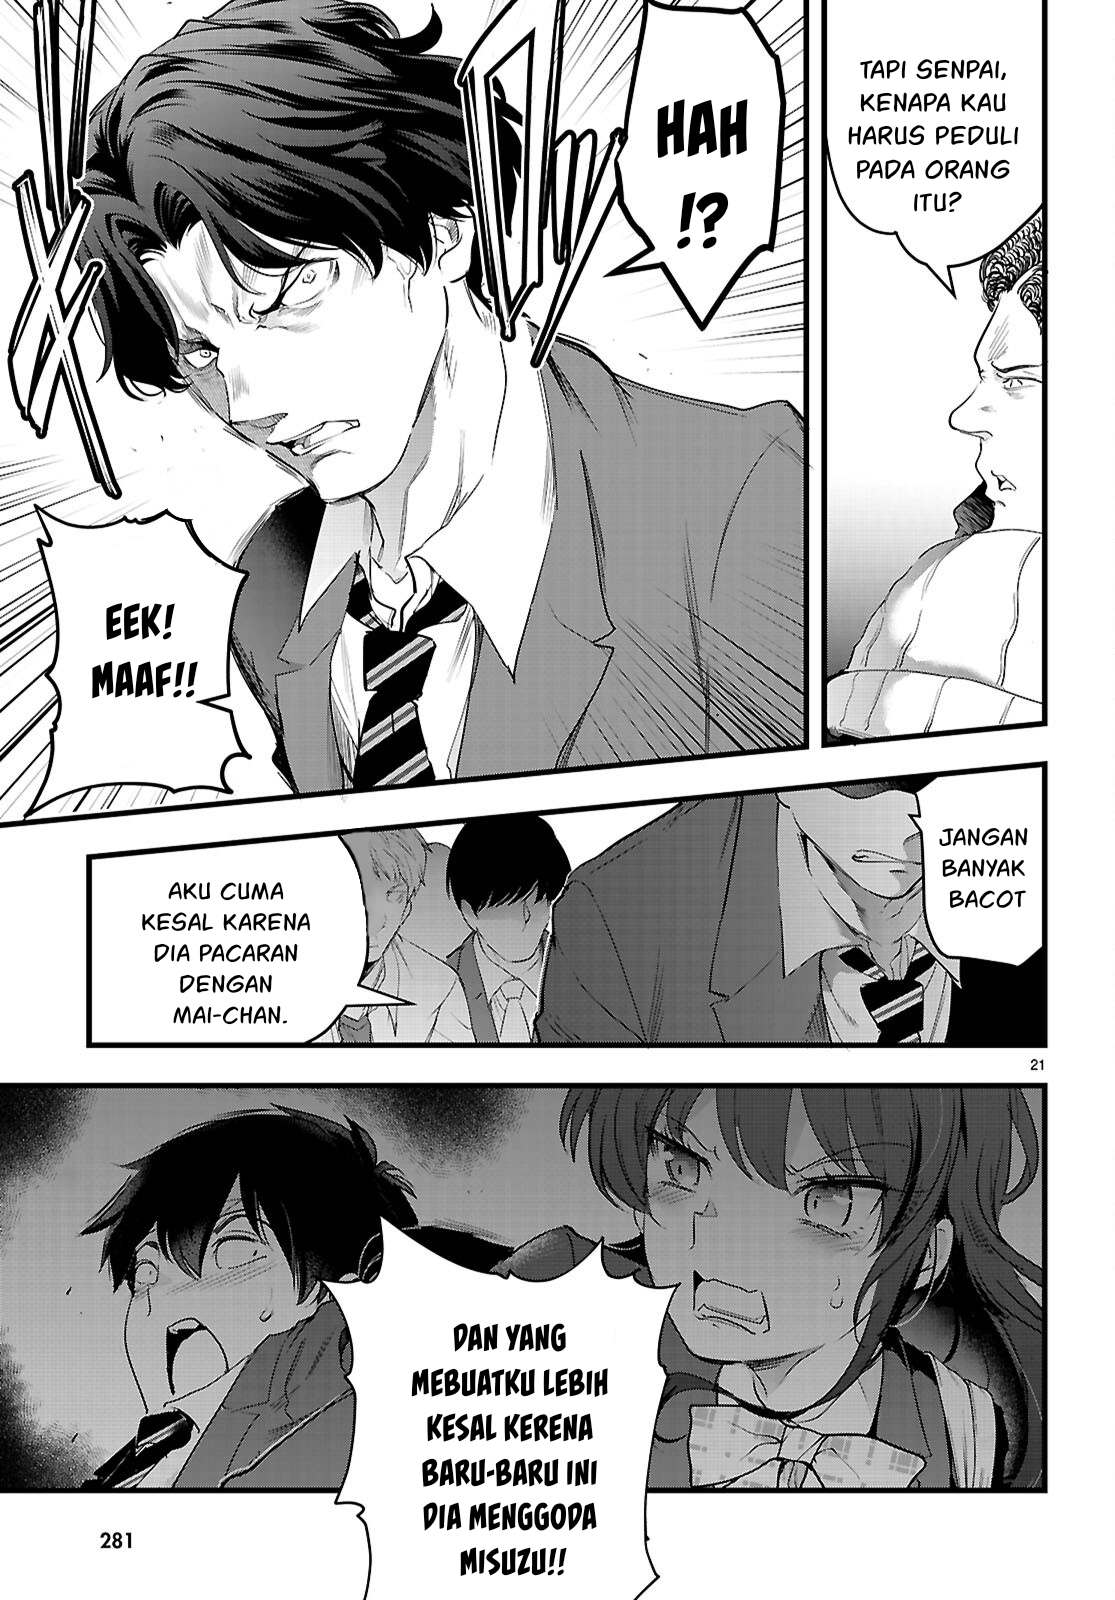 TAPI SENPAI,
KENAPA KAU
HARUS PEDULI
PADA ORANG
ITU?
HAH
!?
EEK!
MAAF!!
JANGAN
BANYAK
BACOT
AKU CUMA
KESAL KARENA
DIA PACARAN
DENGAN
MAI-CHAN.
21
DAN YANG
MEBUATKU LEBIH
KESAL KERENA
BARU-BARU INI
DIA MENGGODA
MISUZU!!
281